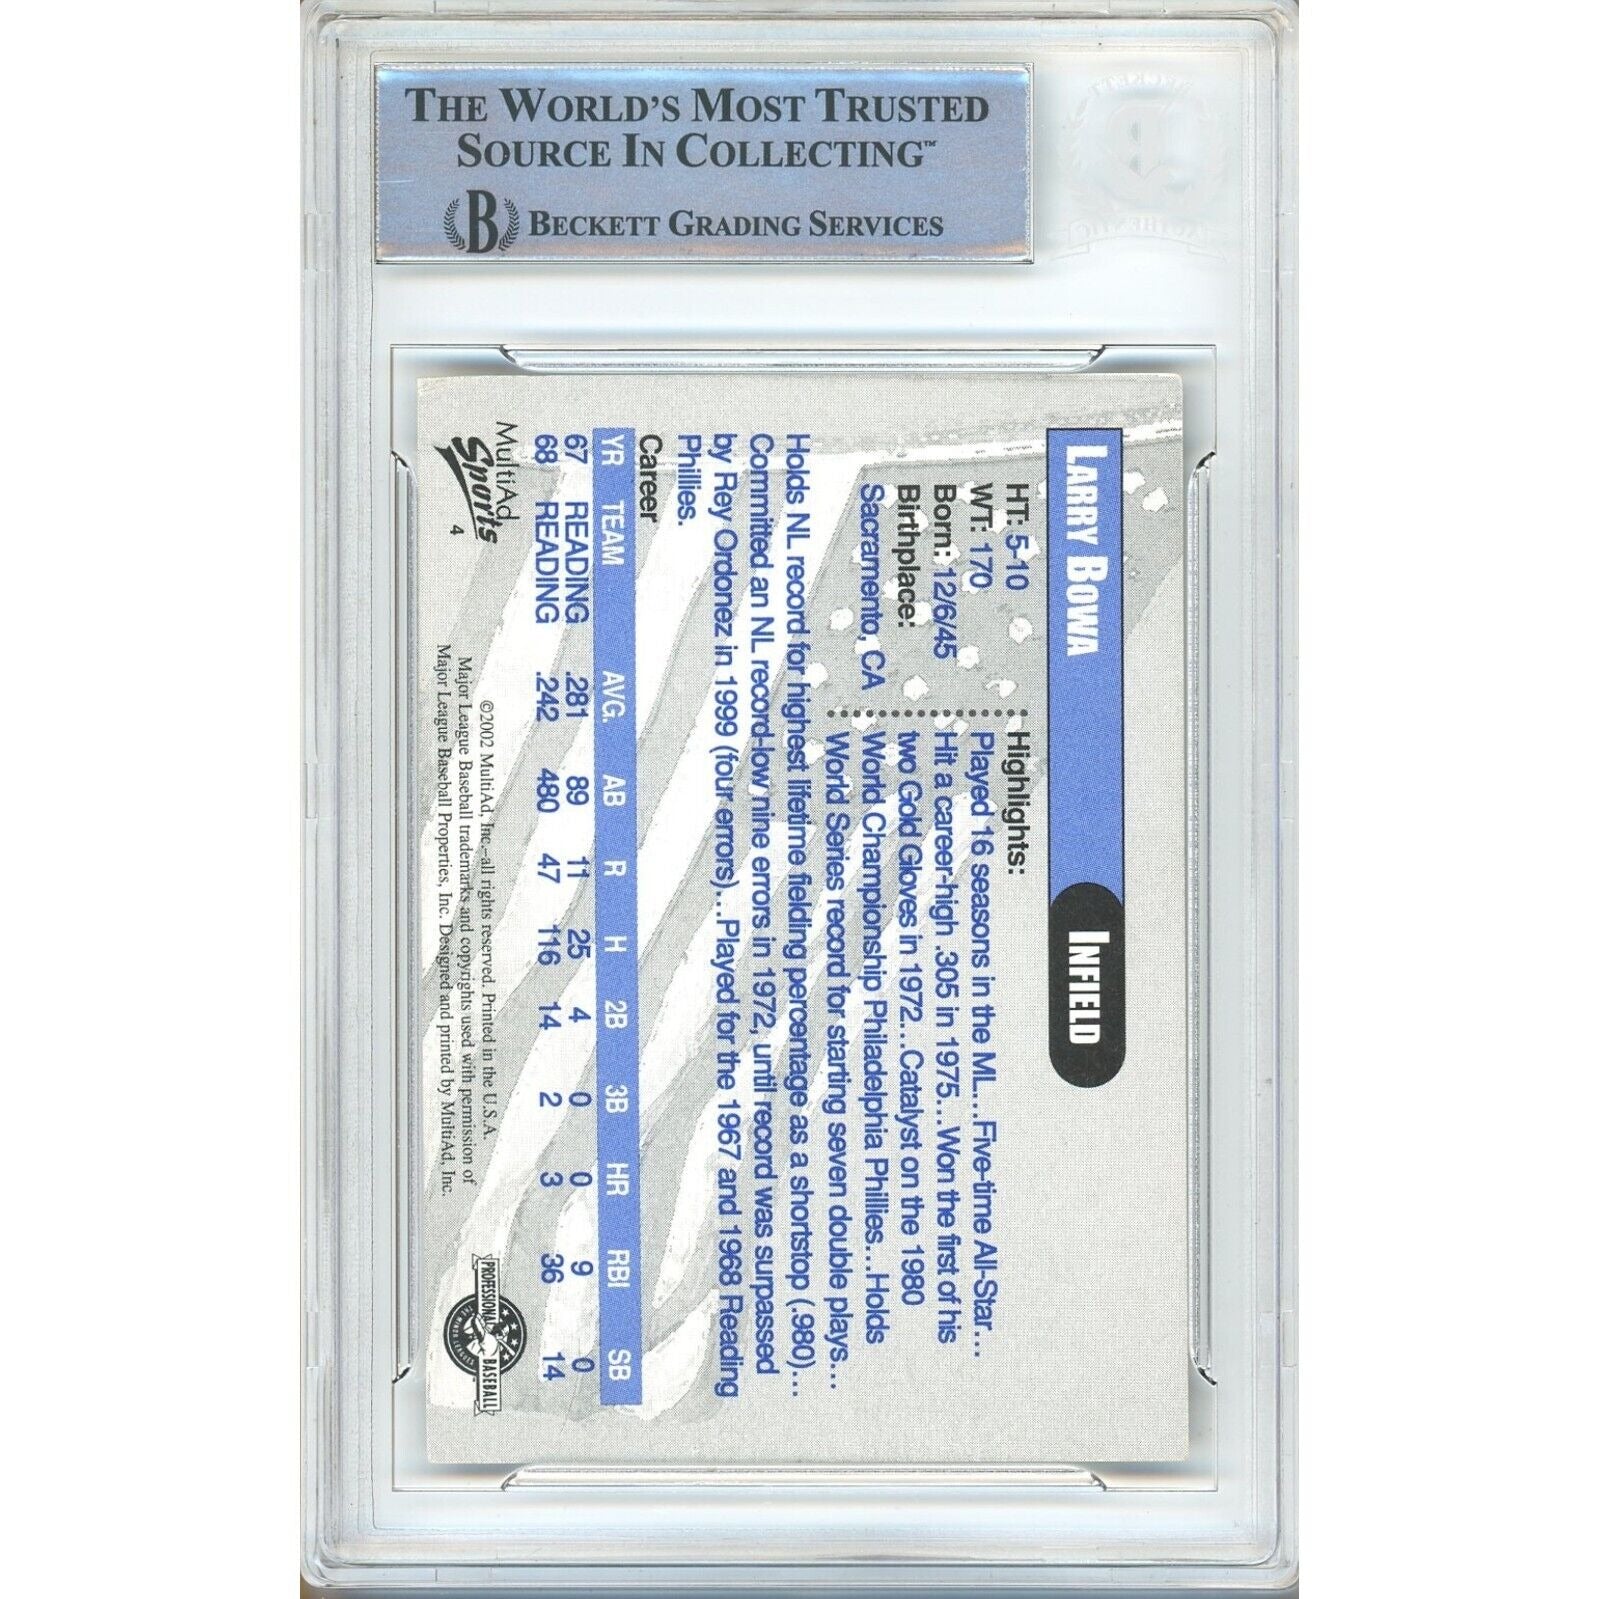 THE WORLD'S MOST TRUSTED
SOURCE IN COLLECTING™
B BECKETT GRADING SERVICES
BECKETT
B
AUTHENTIC
LARRY BOWA
INFIELD
HT: 5-10
WT: 170
Born: 12/6/45
Birthplace:
Sacramento, CA
Highlights:
Played 16 seasons in the ML....Five-time All-Star...
Hit a career-high .305 in 1975...Won the first of his
two Gold Gloves in 1972...Catalyst on the 1980
World Championship Philadelphia Phillies...Holds
World Series record for starting seven double plays...
Holds NL record for highest lifetime fielding percentage as a shortstop (.980)...
Committed an NL record-low nine errors in 1972, until record was surpassed
by Rey Ordonez in 1999 (four errors)...Played for the 1967 and 1968 Reading
Phillies.
Career
YR TEAM AVG. AB R H 2B 3B HR RBI SB
67 READING .281 89 11 25 4 0 0 9 0
68 READING .242 480 47 116 14 2 3 36 14
MultiAd
Sports
4
©2002 MultiAd, Inc.–all rights reserved. Printed in the U.S.A.
Major League Baseball trademarks and copyrights used with permission of
Major League Baseball Properties, Inc. Designed and printed by MultiAd, Inc.
PROFESSIONAL BASEBALL